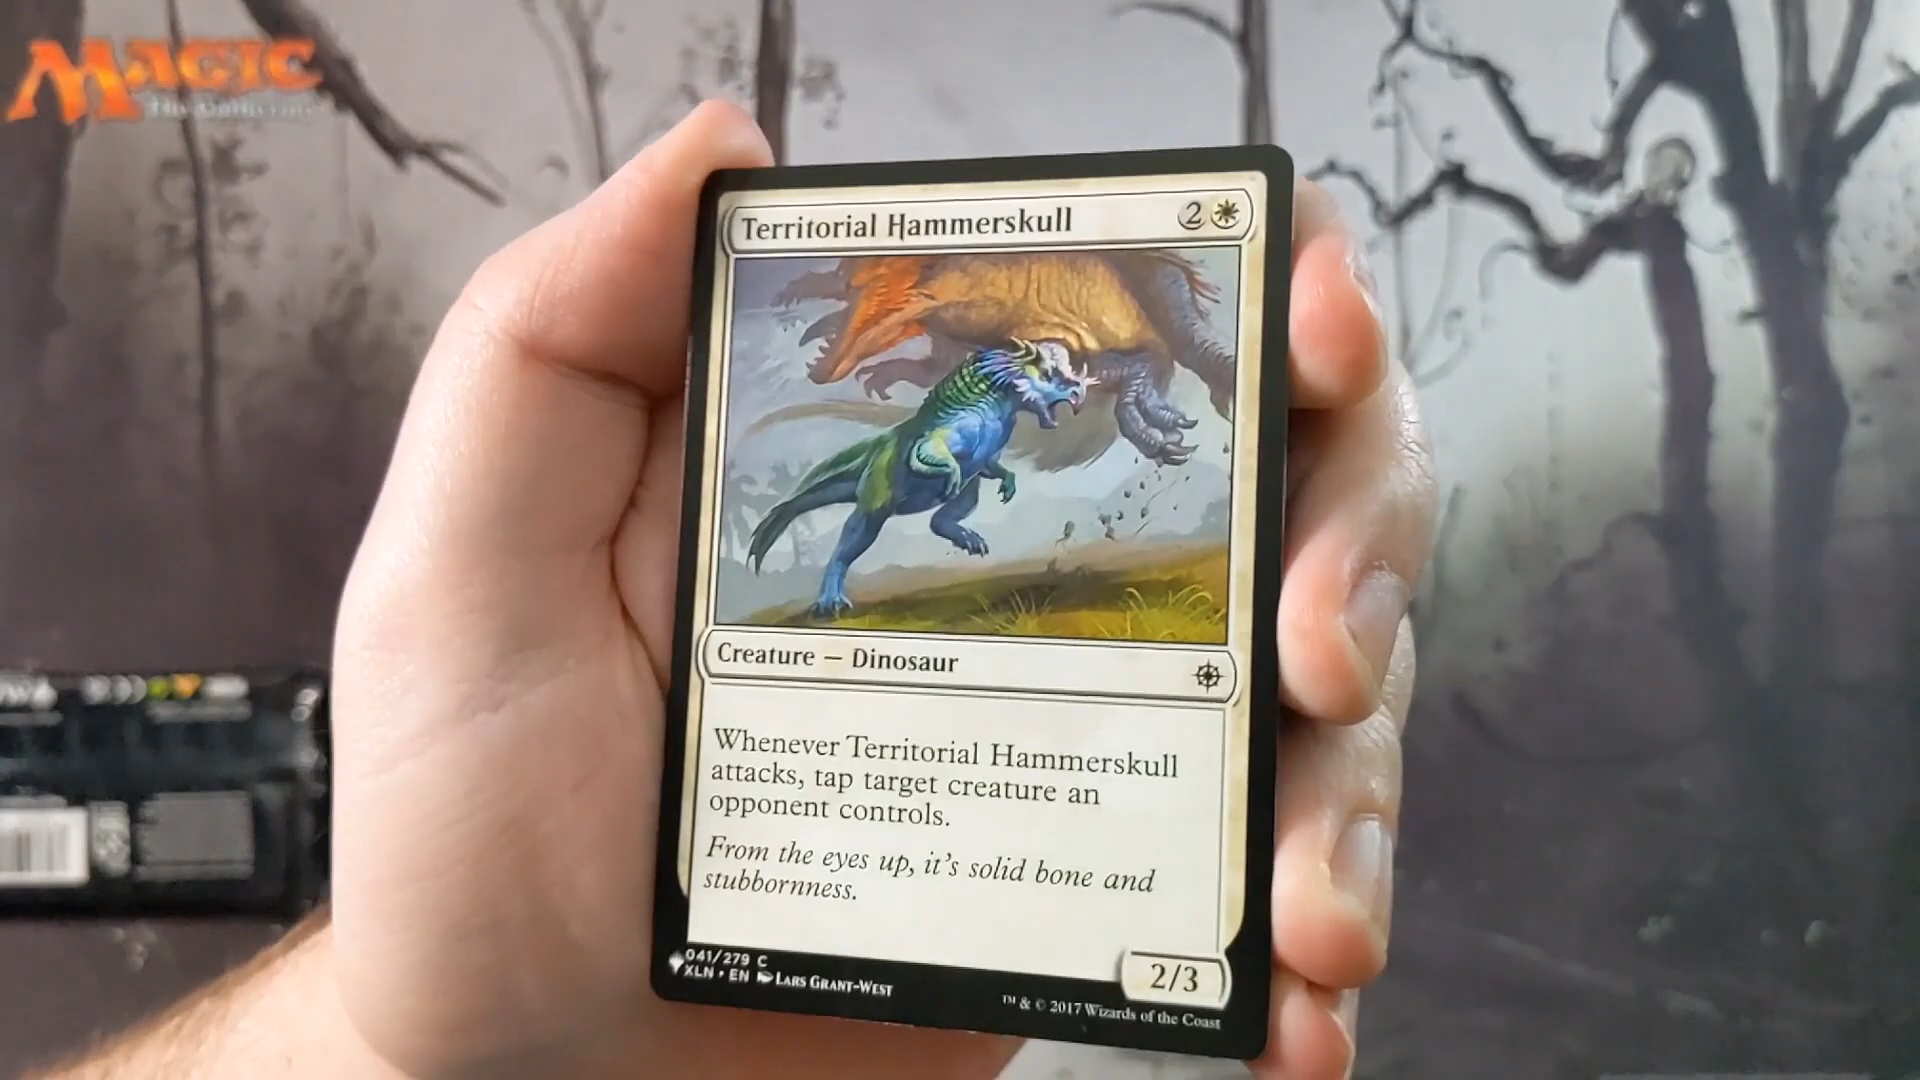 MAGIC
The Gathering
Territorial Hammerskull
2
Creature — Dinosaur
Whenever Territorial Hammerskull
attacks, tap target creature an
opponent controls.
From the eyes up, it's solid bone and
stubbornness.
2/3
041/279 C
XLN • EN LARS GRANT-WEST
™ & © 2017 Wizards of the Coast